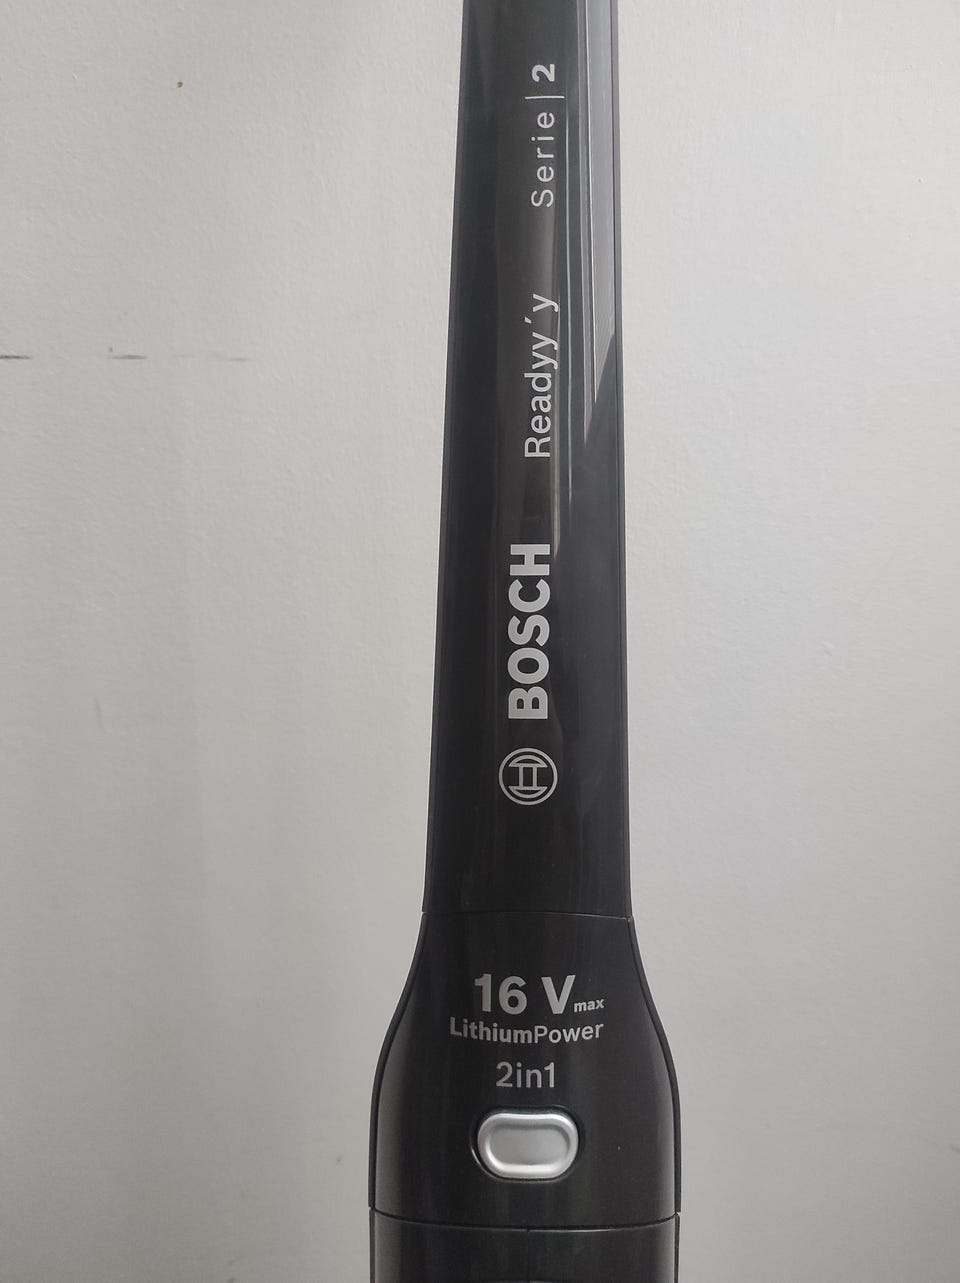 BOSCH Readyy´y Serie | 2
16 Vmax
LithiumPower
2in1